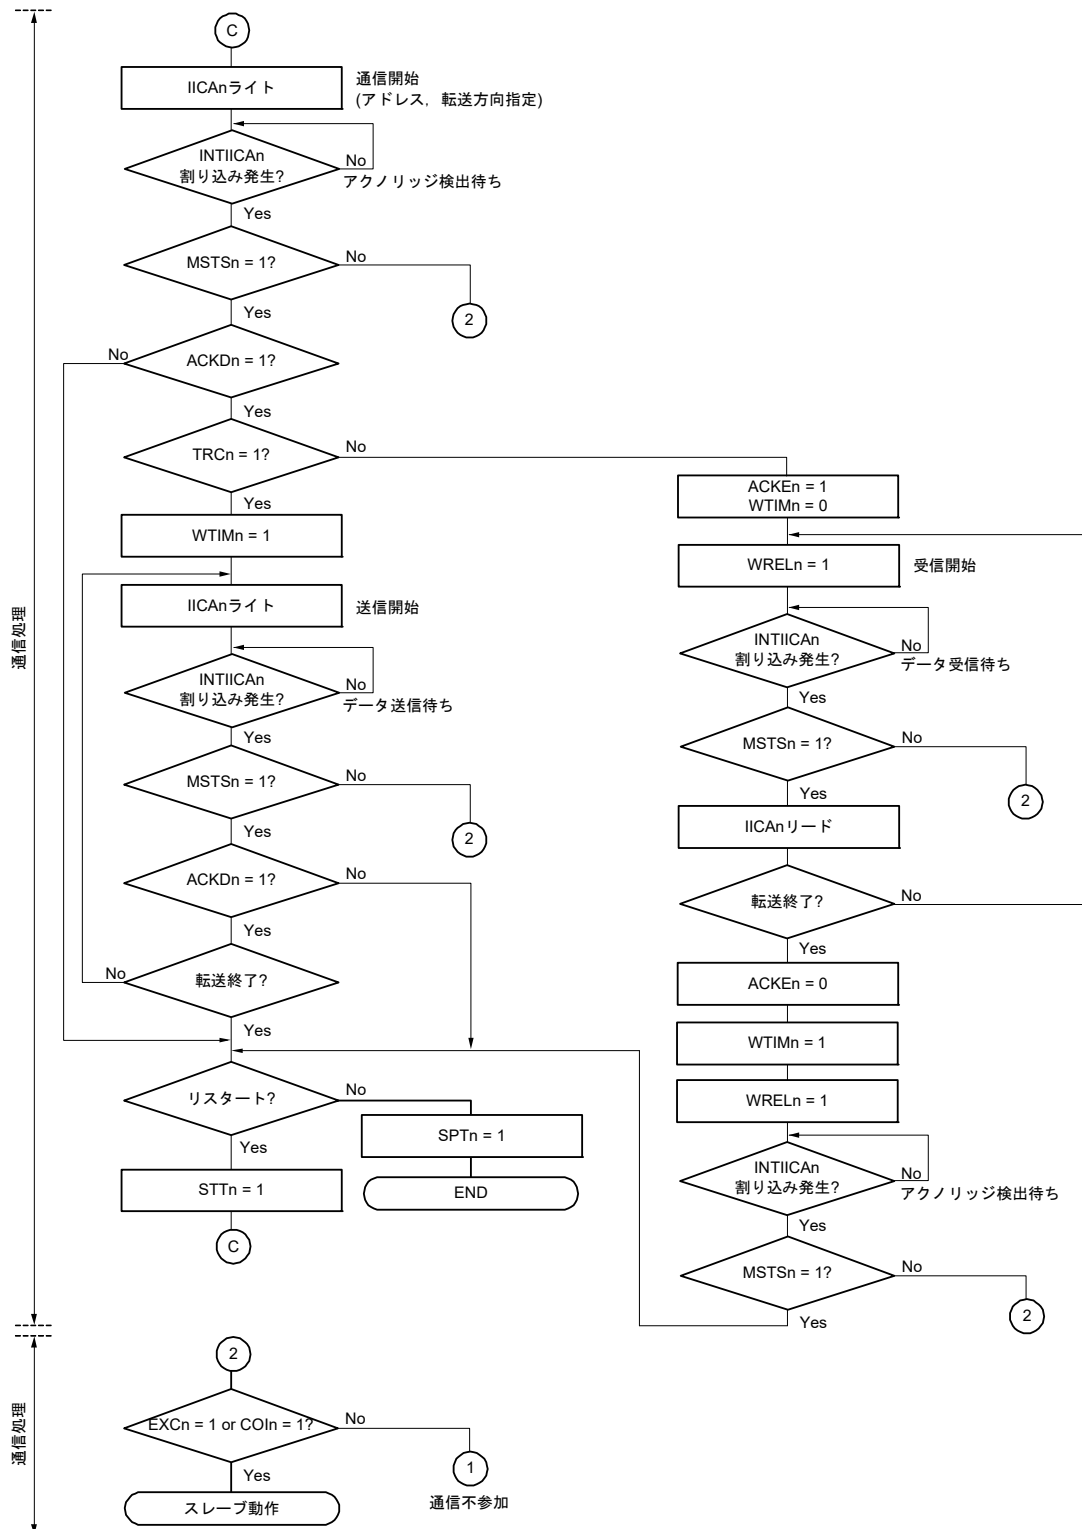 C
IICAnライト
通信開始
(アドレス，転送方向指定)
INTIICAn
割り込み発生?
No
アクノリッジ検出待ち
Yes
MSTSn = 1?
No
2
Yes
ACKDn = 1?
No
Yes
TRCn = 1?
No
Yes
WTIMn = 1
IICAnライト
送信開始
INTIICAn
割り込み発生?
No
データ送信待ち
Yes
MSTSn = 1?
No
2
Yes
ACKDn = 1?
No
Yes
転送終了?
No
Yes
リスタート?
No
SPTn = 1
END
Yes
STTn = 1
C
ACKEn = 1
WTIMn = 0
WRELn = 1
受信開始
INTIICAn
割り込み発生?
No
データ受信待ち
Yes
MSTSn = 1?
No
2
Yes
IICAnリード
転送終了?
No
Yes
ACKEn = 0
WTIMn = 1
WRELn = 1
INTIICAn
割り込み発生?
No
アクノリッジ検出待ち
Yes
MSTSn = 1?
No
2
Yes
通信処理
2
EXCn = 1 or COIn = 1?
No
1
通信不参加
Yes
スレーブ動作
通信処理